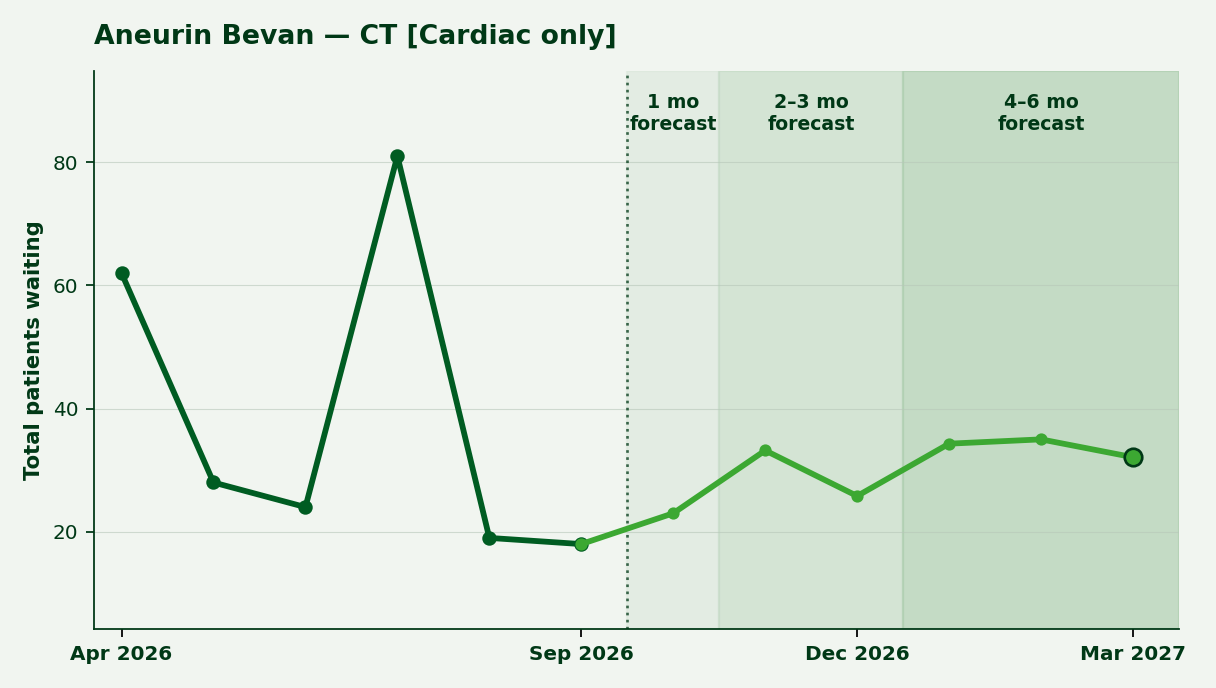 Aneurin Bevan — CT [Cardiac only]
1 mo
forecast
2–3 mo
forecast
4–6 mo
forecast
Total patients waiting
80
60
40
20
Apr 2026
Sep 2026
Dec 2026
Mar 2027